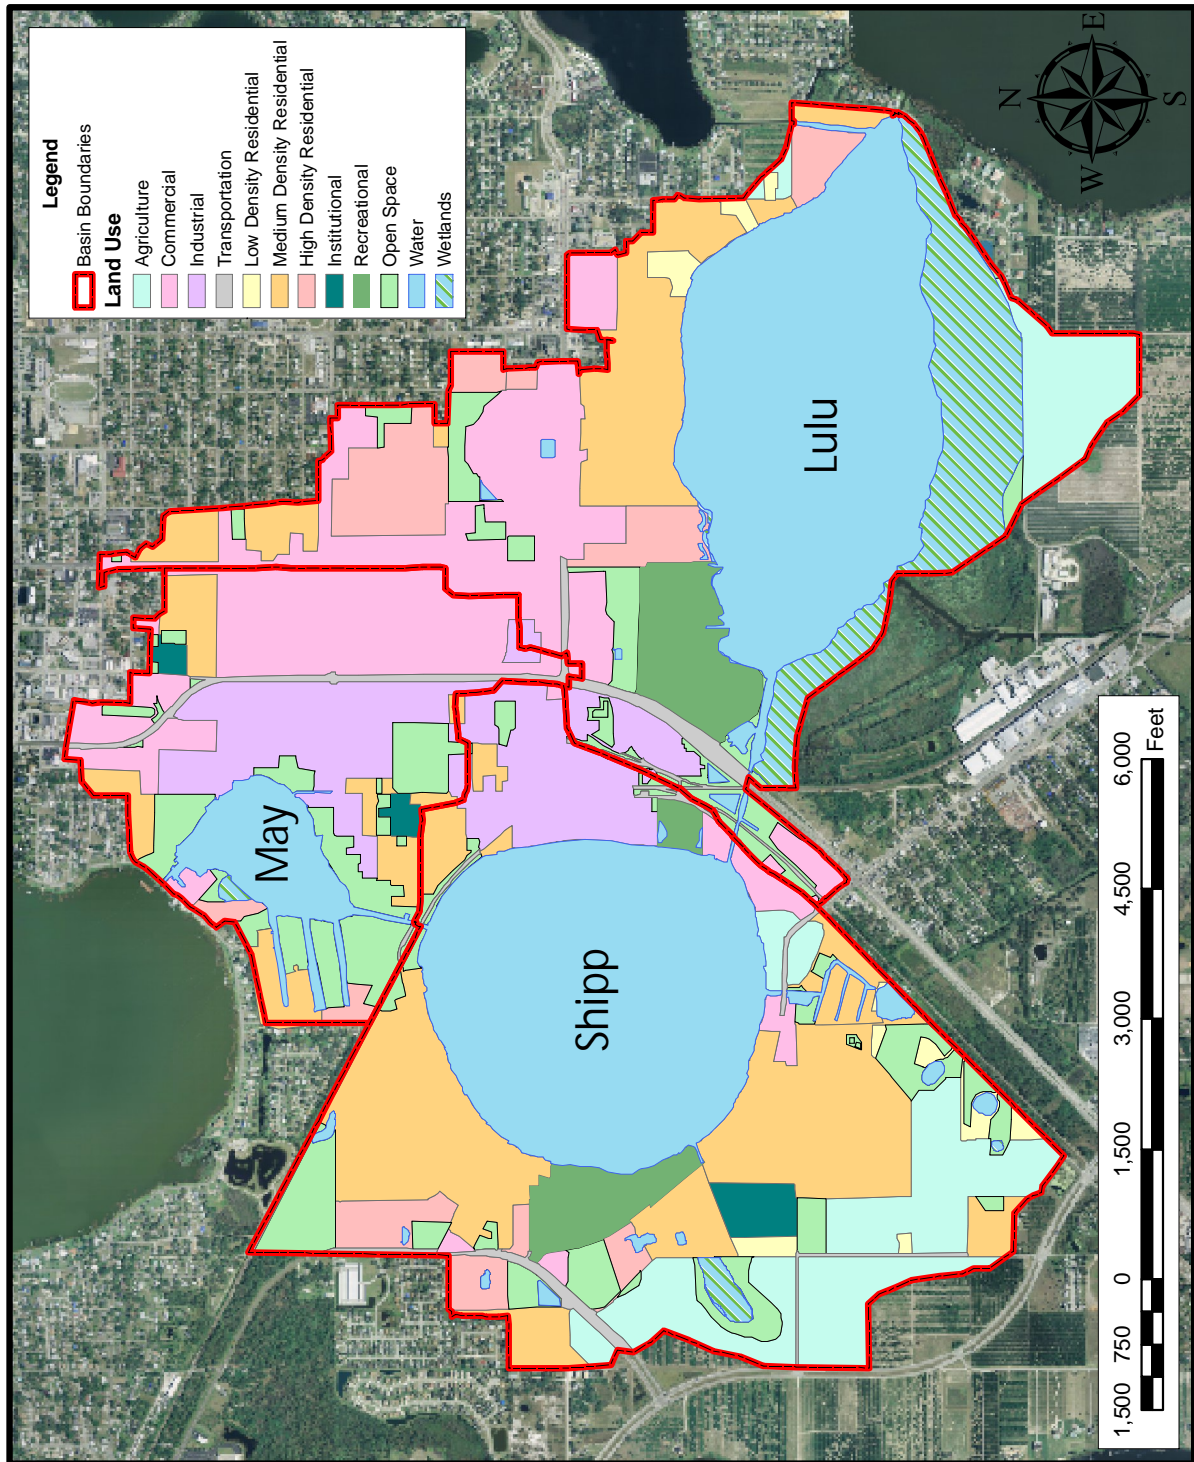 Legend
Basin Boundaries
Land Use
Agriculture
Commercial
Industrial
Transportation
Low Density Residential
Medium Density Residential
High Density Residential
Institutional
Recreational
Open Space
Water
Wetlands
N
E
S
W
May
Shipp
Lulu
1,500 750 0 1,500 3,000 4,500 6,000
Feet